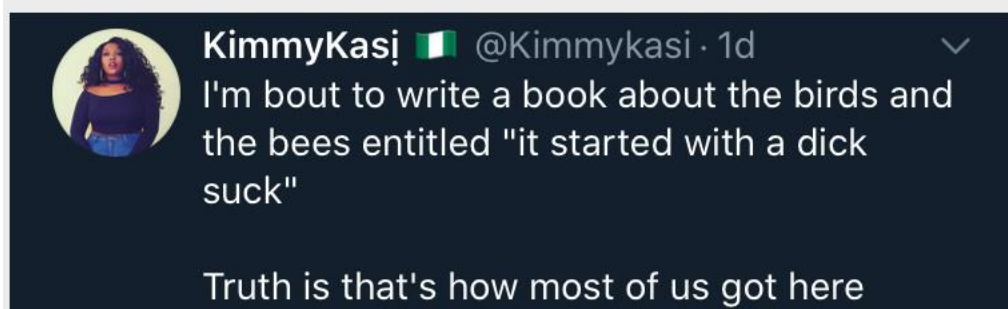 KimmyKasị 🇳🇬 @Kimmykasi · 1d
I'm bout to write a book about the birds and
the bees entitled "it started with a dick
suck"
Truth is that's how most of us got here